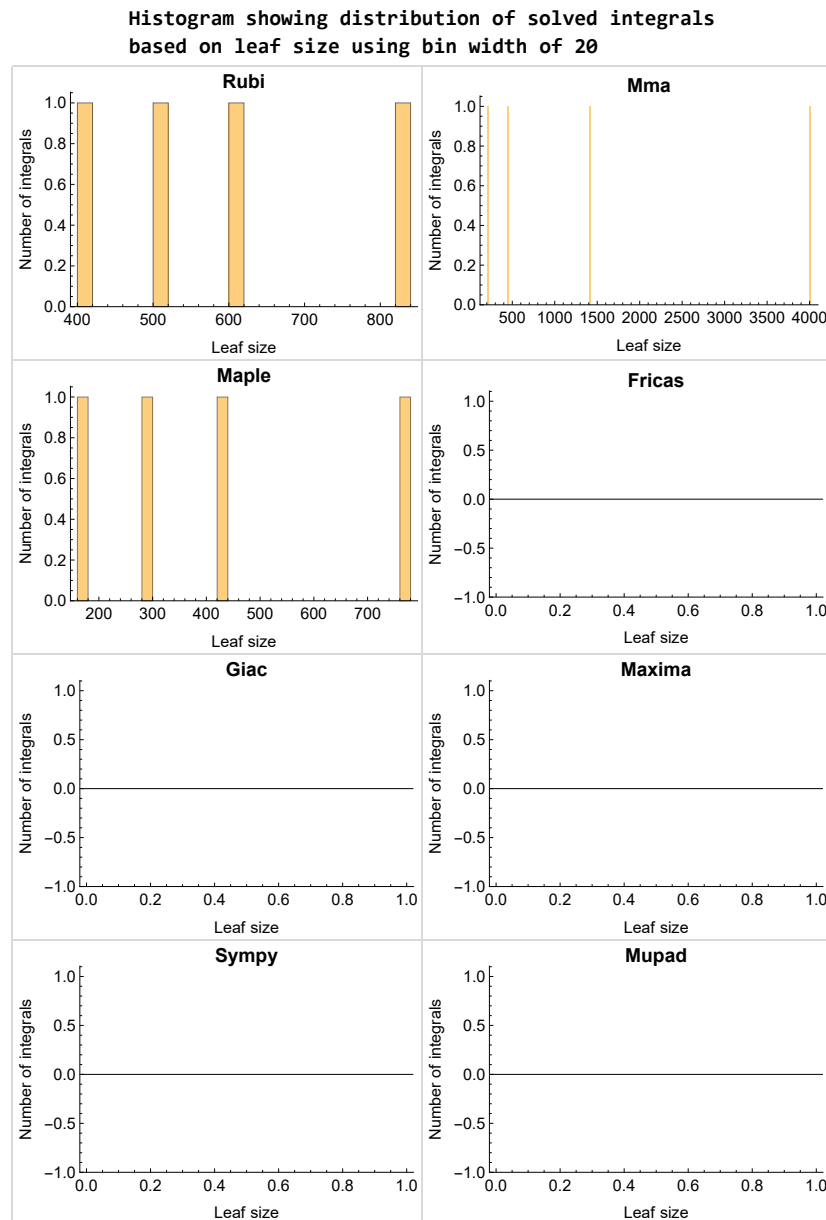 Histogram showing distribution of solved integrals
based on leaf size using bin width of 20
Rubi
Number of integrals
1.0
0.8
0.6
0.4
0.2
0.0
400 500 600 700 800
Leaf size
Mma
Number of integrals
1.0
0.8
0.6
0.4
0.2
0.0
500 1000 1500 2000 2500 3000 3500 4000
Leaf size
Maple
Number of integrals
1.0
0.8
0.6
0.4
0.2
0.0
200 300 400 500 600 700
Leaf size
Fricas
Number of integrals
1.0
0.5
0.0
−0.5
−1.0
0.0 0.2 0.4 0.6 0.8 1.0
Leaf size
Giac
Number of integrals
1.0
0.5
0.0
−0.5
−1.0
0.0 0.2 0.4 0.6 0.8 1.0
Leaf size
Maxima
Number of integrals
1.0
0.5
0.0
−0.5
−1.0
0.0 0.2 0.4 0.6 0.8 1.0
Leaf size
Sympy
Number of integrals
1.0
0.5
0.0
−0.5
−1.0
0.0 0.2 0.4 0.6 0.8 1.0
Leaf size
Mupad
Number of integrals
1.0
0.5
0.0
−0.5
−1.0
0.0 0.2 0.4 0.6 0.8 1.0
Leaf size